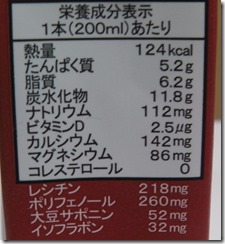 栄養成分表示
1本(200ml)あたり
熱量 124kcal
たんぱく質 5.2g
脂質 6.2g
炭水化物 11.8g
ナトリウム 112mg
ビタミンD 2.5μg
カルシウム 142mg
マグネシウム 86mg
コレステロール 0
レシチン 218mg
ポリフェノール 260mg
大豆サポニン 52mg
イソフラボン 32mg